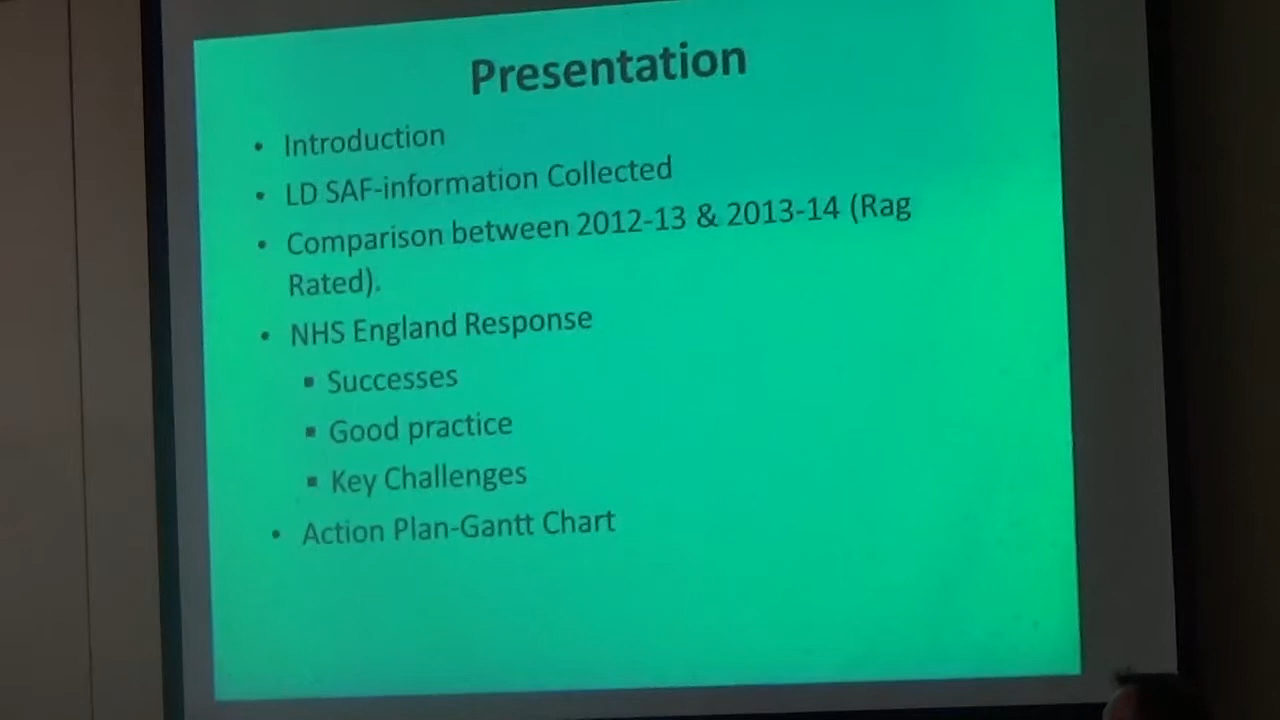 Presentation
• Introduction
• LD SAF-information Collected
• Comparison between 2012-13 & 2013-14 (Rag
Rated).
• NHS England Response
▪ Successes
▪ Good practice
▪ Key Challenges
• Action Plan-Gantt Chart